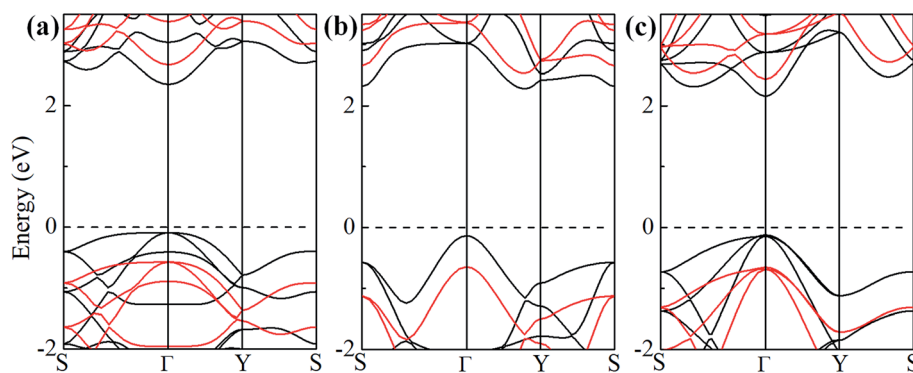 (a) (b) (c)
Energy (eV)
2 2 2
0 0 0
-2 -2 -2
S Γ Y S S Γ Y S S Γ Y S